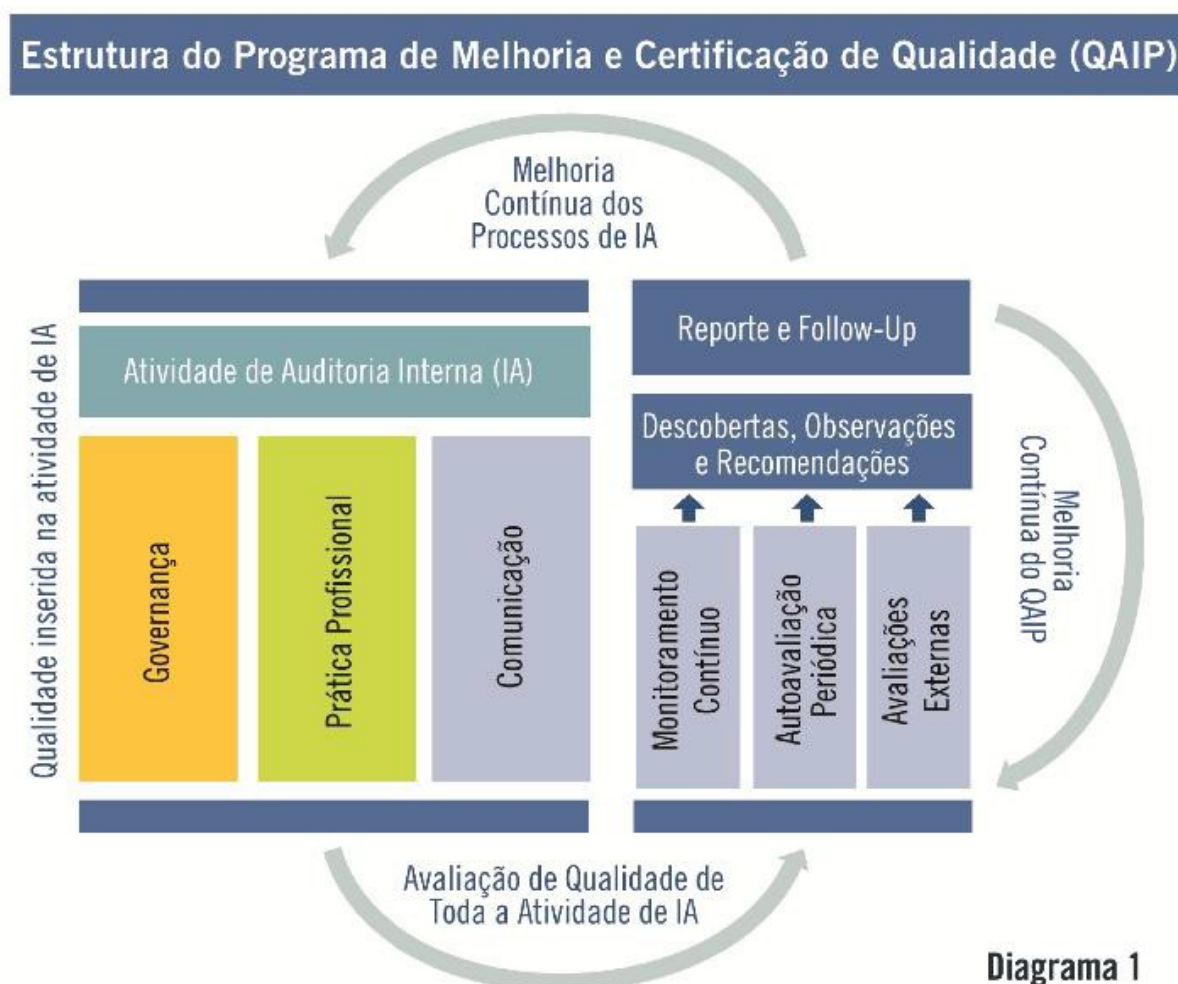 Estrutura do Programa de Melhoria e Certificação de Qualidade (QAIP)
Melhoria
Contínua dos
Processos de IA
Qualidade inserida na atividade de IA
Atividade de Auditoria Interna (IA)
Governança
Prática Profissional
Comunicação
Reporte e Follow-Up
Descobertas, Observações
e Recomendações
Monitoramento
Contínuo
Autoavaliação
Periódica
Avaliações
Externas
Melhoria
Contínua do QAIP
Avaliação de Qualidade de
Toda a Atividade de IA
Diagrama 1